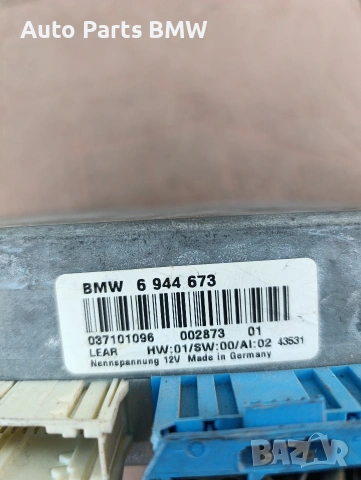 Auto Parts BMW
BMW 6 944 673
037101096 002873 01
LEAR HW:01/SW:00/AI:02 43531
Nennspannung 12V Made in Germany
BAZAR